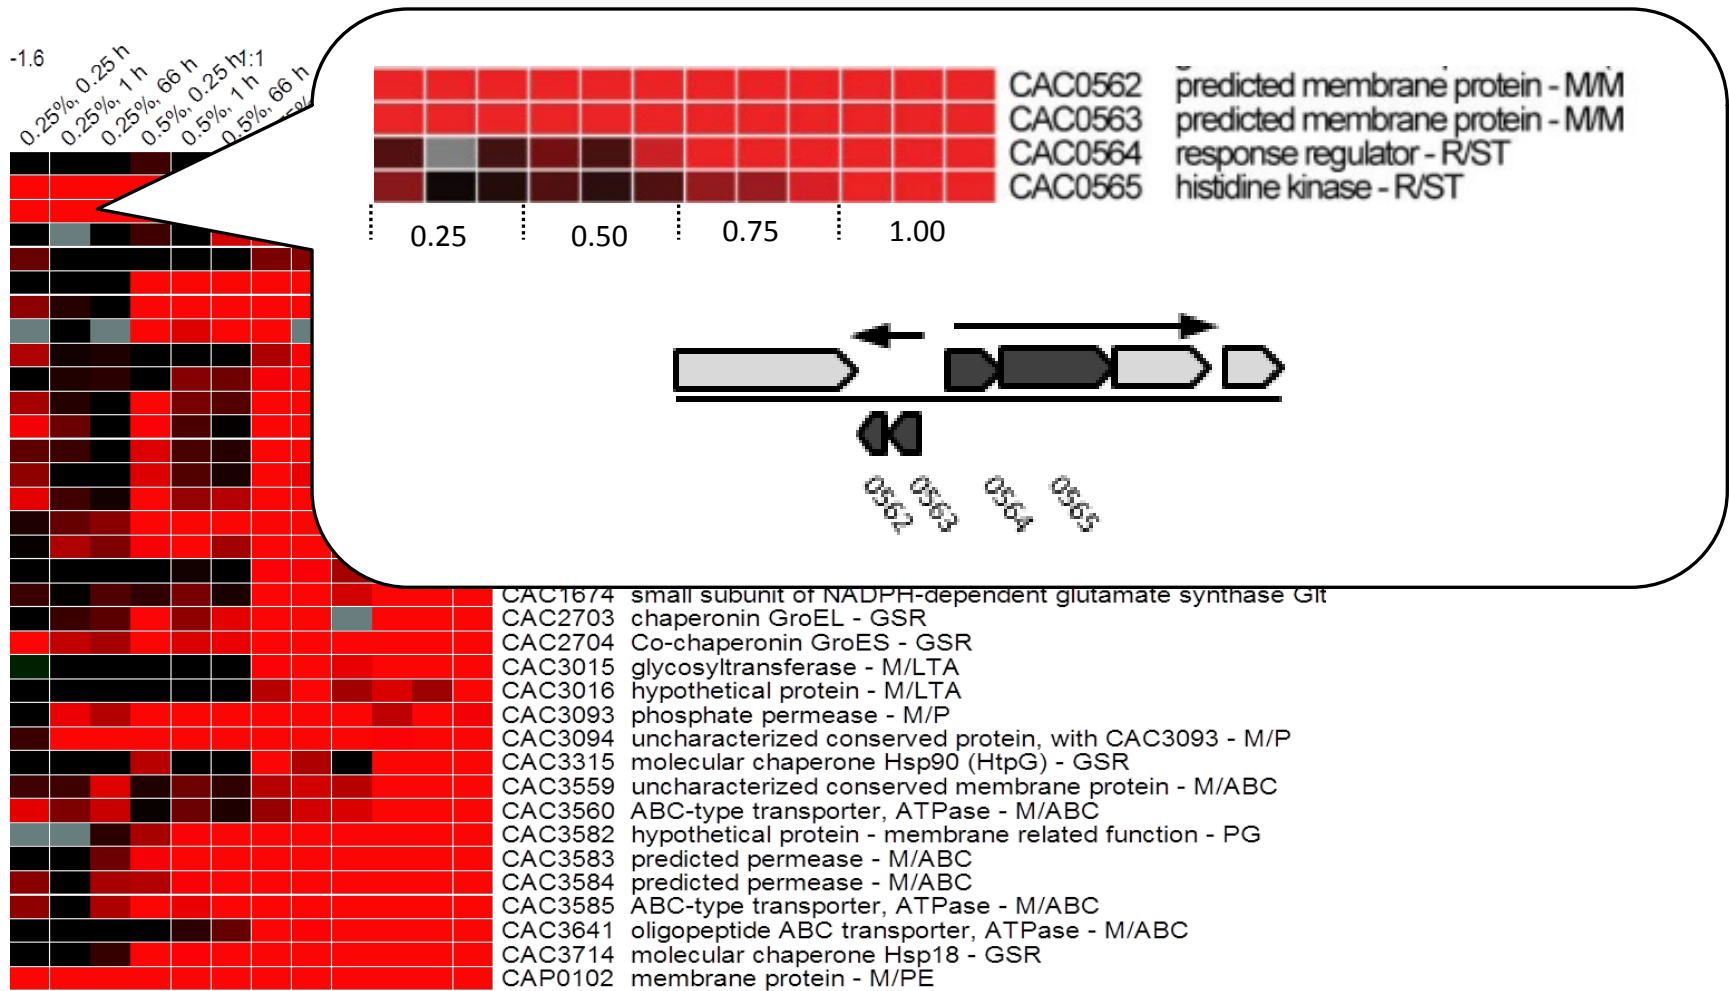 -1.6
1:1
0.25%, 0.25 h
0.25%, 1 h
0.25%, 66 h
0.5%, 0.25 h
0.5%, 1 h
0.5%, 66 h
CAC0562 predicted membrane protein - M/M
CAC0563 predicted membrane protein - M/M
CAC0564 response regulator - R/ST
CAC0565 histidine kinase - R/ST
0.25 0.50 0.75 1.00
0562 0563 0564 0565
CAC1674 small subunit of NADPH-dependent glutamate synthase Glt
CAC2703 chaperonin GroEL - GSR
CAC2704 Co-chaperonin GroES - GSR
CAC3015 glycosyltransferase - M/LTA
CAC3016 hypothetical protein - M/LTA
CAC3093 phosphate permease - M/P
CAC3094 uncharacterized conserved protein, with CAC3093 - M/P
CAC3315 molecular chaperone Hsp90 (HtpG) - GSR
CAC3559 uncharacterized conserved membrane protein - M/ABC
CAC3560 ABC-type transporter, ATPase - M/ABC
CAC3582 hypothetical protein - membrane related function - PG
CAC3583 predicted permease - M/ABC
CAC3584 predicted permease - M/ABC
CAC3585 ABC-type transporter, ATPase - M/ABC
CAC3641 oligopeptide ABC transporter, ATPase - M/ABC
CAC3714 molecular chaperone Hsp18 - GSR
CAP0102 membrane protein - M/PE